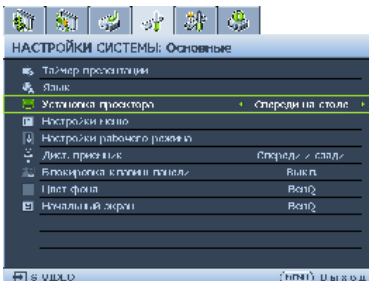 НАСТРОЙКИ СИСТЕМЫ: Основные
Таймер презентации
Язык
Установка проектора Спереди на столе
Настройки меню
Настройки рабочего режима
Дист. приемник Спереди и сзади
Блокировка клавиш панели Выкл.
Цвет фона BenQ
Начальный экран BenQ
S-VIDEO MENU Выход